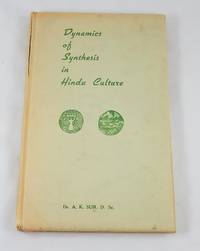 Dynamics
of
Synthesis
in
Hindu Culture
Dr. A. K. SUR. D. Sc.